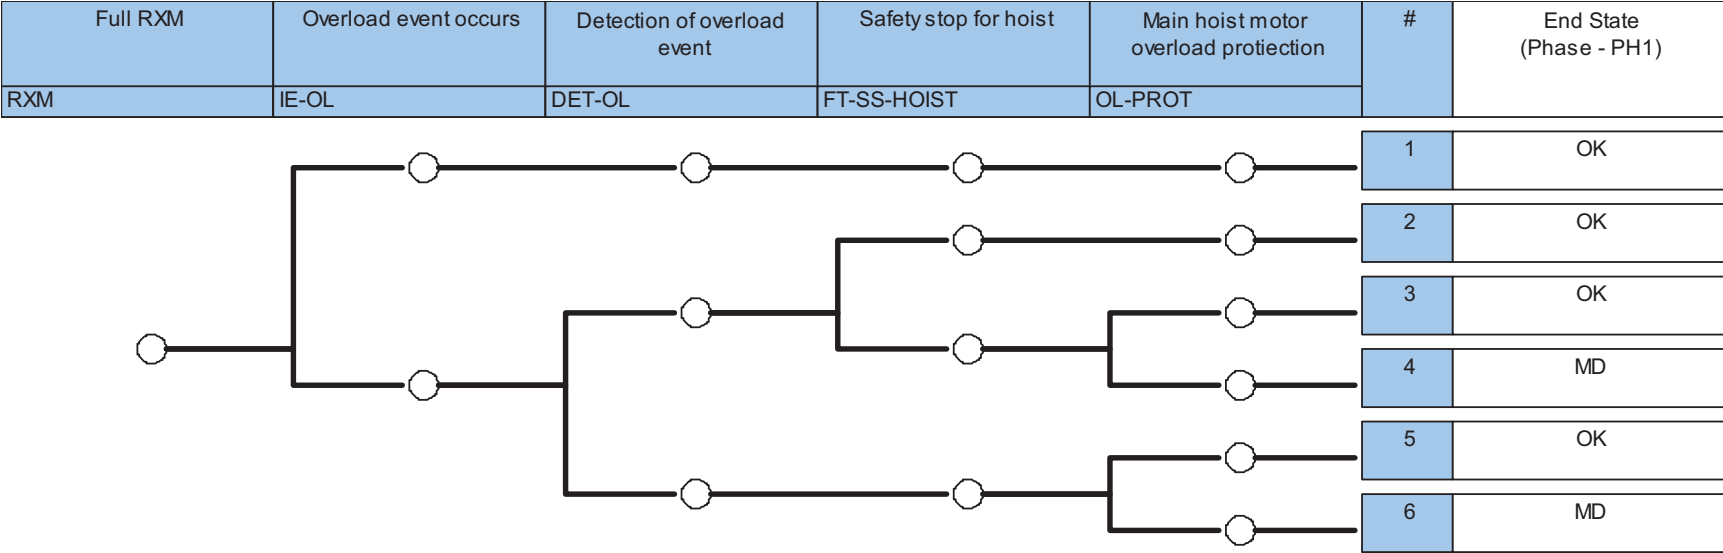 Full RXM
Overload event occurs
Detection of overload
event
Safety stop for hoist
Main hoist motor
overload protiection
#
End State
(Phase - PH1)
RXM
IE-OL
DET-OL
FT-SS-HOIST
OL-PROT
1
OK
2
OK
3
OK
4
MD
5
OK
6
MD